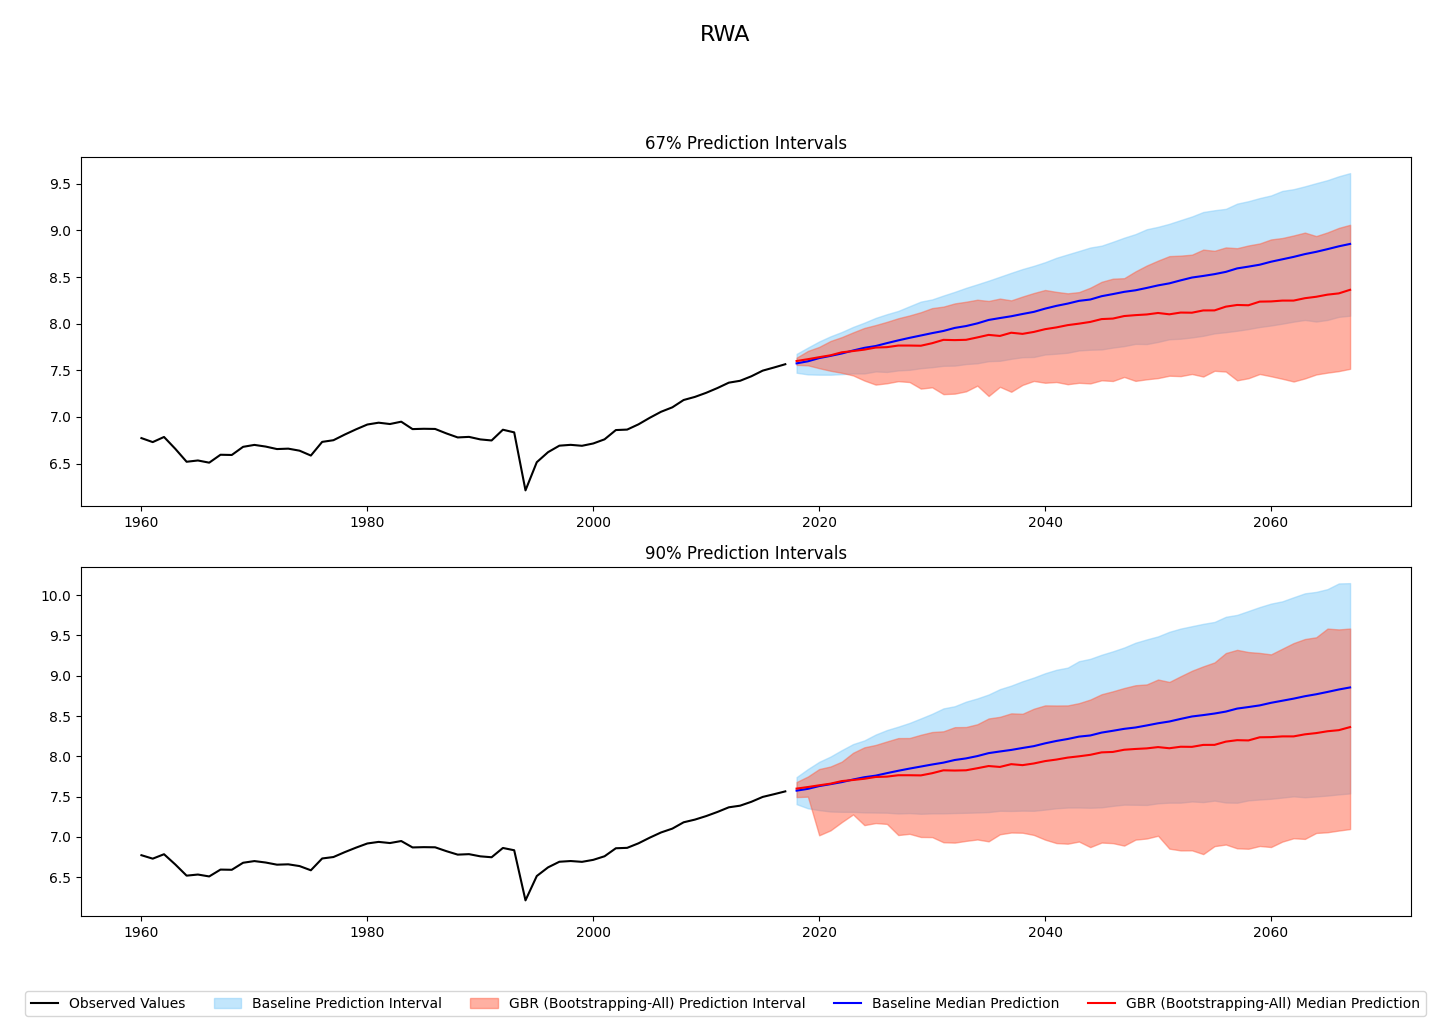 RWA
67% Prediction Intervals
9.5
9.0
8.5
8.0
7.5
7.0
6.5
1960 1980 2000 2020 2040 2060
90% Prediction Intervals
10.0
9.5
9.0
8.5
8.0
7.5
7.0
6.5
1960 1980 2000 2020 2040 2060
Observed Values Baseline Prediction Interval GBR (Bootstrapping-All) Prediction Interval Baseline Median Prediction GBR (Bootstrapping-All) Median Prediction